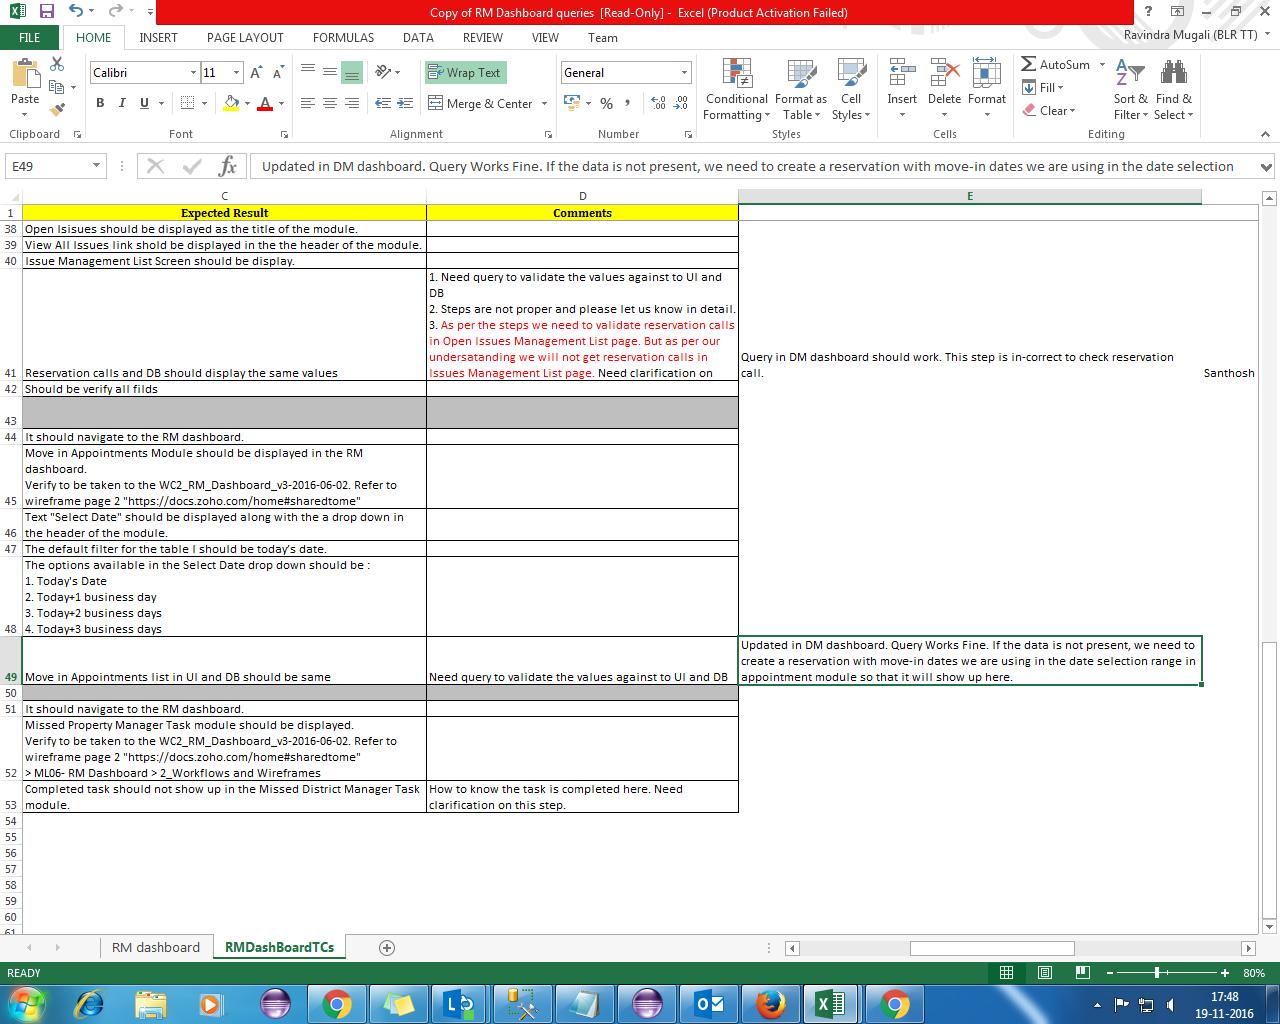 Copy of RM Dashboard queries  [Read-Only] -  Excel (Product Activation Failed)
FILE HOME INSERT PAGE LAYOUT FORMULAS DATA REVIEW VIEW Team
Ravindra Mugali (BLR TT)
Paste
Calibri 11
B I U
Wrap Text
Merge & Center
General
Conditional Formatting
Format as Table
Cell Styles
Insert Delete Format
AutoSum
Fill
Clear
Sort & Filter
Find & Select
Clipboard Font Alignment Number Styles Cells Editing
E49
Updated in DM dashboard. Query Works Fine. If the data is not present, we need to create a reservation with move-in dates we are using in the date selection
C D E
1 Expected Result Comments
38 Open Isisues should be displayed as the title of the module.
39 View All Issues link shold be displayed in the the header of the module.
40 Issue Management List Screen should be display.
1. Need query to validate the values against to UI and
DB
2. Steps are not proper and please let us know in detail.
3. As per the steps we need to validate reservation calls
in Open Issues Management List page. But as per our
undersatanding we will not get reservation calls in
Issues Management List page. Need clarification on
Query in DM dashboard should work. This step is in-correct to check reservation
call.
Santhosh
41 Reservation calls and DB should display the same values
42 Should be verify all filds
43
44 It should navigate to the RM dashboard.
Move in Appointments Module should be displayed in the RM
dashboard.
Verify to be taken to the WC2_RM_Dashboard_v3-2016-06-02. Refer to
45 wireframe page 2 "https://docs.zoho.com/home#sharedtome"
Text "Select Date" should be displayed along with the a drop down in
46 the header of the module.
47 The default filter for the table I should be today's date.
The options available in the Select Date drop down should be :
1. Today's Date
2. Today+1 business day
3. Today+2 business days
48 4. Today+3 business days
49 Move in Appointments list in UI and DB should be same
Need query to validate the values against to UI and DB
Updated in DM dashboard. Query Works Fine. If the data is not present, we need to
create a reservation with move-in dates we are using in the date selection range in
appointment module so that it will show up here.
50
51 It should navigate to the RM dashboard.
Missed Property Manager Task module should be displayed.
Verify to be taken to the WC2_RM_Dashboard_v3-2016-06-02. Refer to
wireframe page 2 "https://docs.zoho.com/home#sharedtome"
52 > ML06- RM Dashboard > 2_Workflows and Wireframes
Completed task should not show up in the Missed District Manager Task
53 module.
How to know the task is completed here. Need
clarification on this step.
54
55
56
57
58
59
60
61
RM dashboard RMDashBoardTCs
READY
80%
17:48
19-11-2016